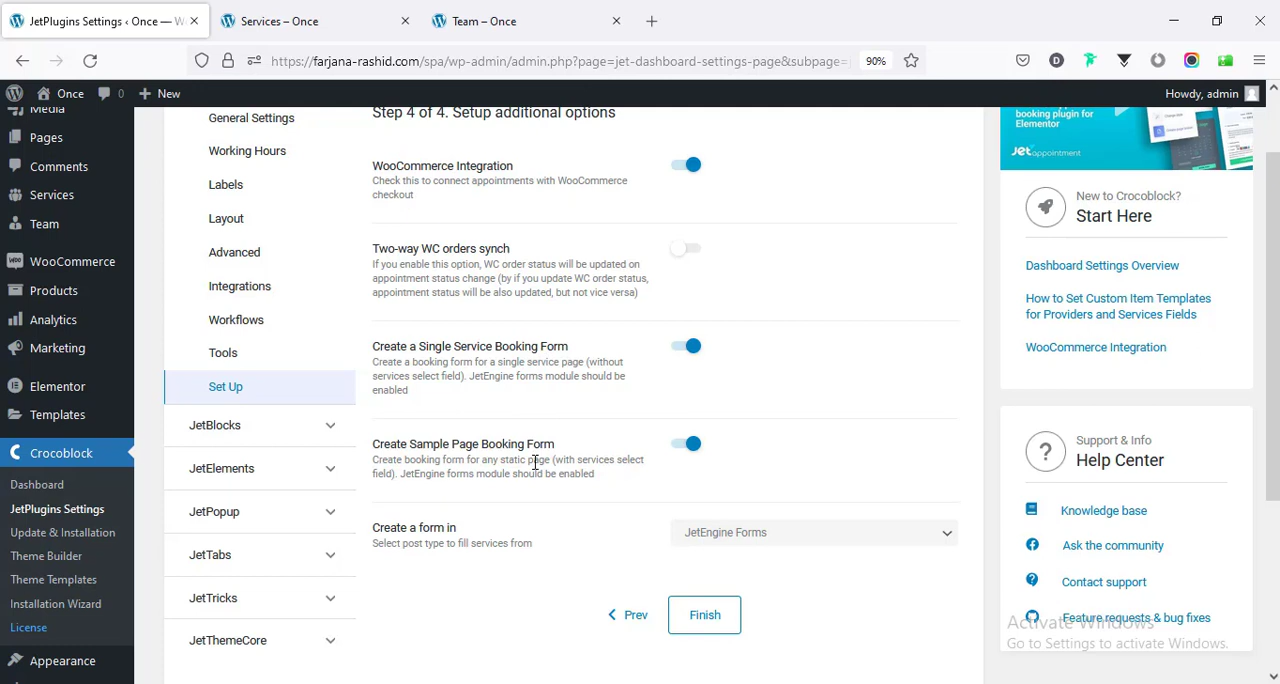 JetPlugins Settings ‹ Once — W
Services – Once
Team – Once
https://farjana-rashid.com/pa/wp-admin/admin.php?page=jet-dashboard-settings-page&subpage=
90%
Once
0
New
Howdy, admin
Media
Pages
Comments
Services
Team
WooCommerce
Products
Analytics
Marketing
Elementor
Templates
Crocoblock
Dashboard
JetPlugins Settings
Update & Installation
Theme Builder
Theme Templates
Installation Wizard
License
Appearance
General Settings
Working Hours
Labels
Layout
Advanced
Integrations
Workflows
Tools
Set Up
JetBlocks
JetElements
JetPopup
JetTabs
JetTricks
JetThemeCore
Step 4 of 4. Setup additional options
WooCommerce Integration
Check this to connect appointments with WooCommerce
checkout
Two-way WC orders synch
If you enable this option, WC order status will be updated on
appointment status change (by if you update WC order status,
appointment status will be also updated, but not vice versa)
Create a Single Service Booking Form
Create a booking form for a single service page (without
services select field). JetEngine forms module should be
enabled
Create Sample Page Booking Form
Create booking form for any static page (with services select
field). JetEngine forms module should be enabled
Create a form in
Select post type to fill services from
JetEngine Forms
Prev
Finish
booking plugin for
Elementor
Jet appointment
New to Crocoblock?
Start Here
Dashboard Settings Overview
How to Set Custom Item Templates
for Providers and Services Fields
WooCommerce Integration
Support & Info
Help Center
Knowledge base
Ask the community
Contact support
Feature requests & bug fixes
Activate Windows
Go to Settings to activate Windows.